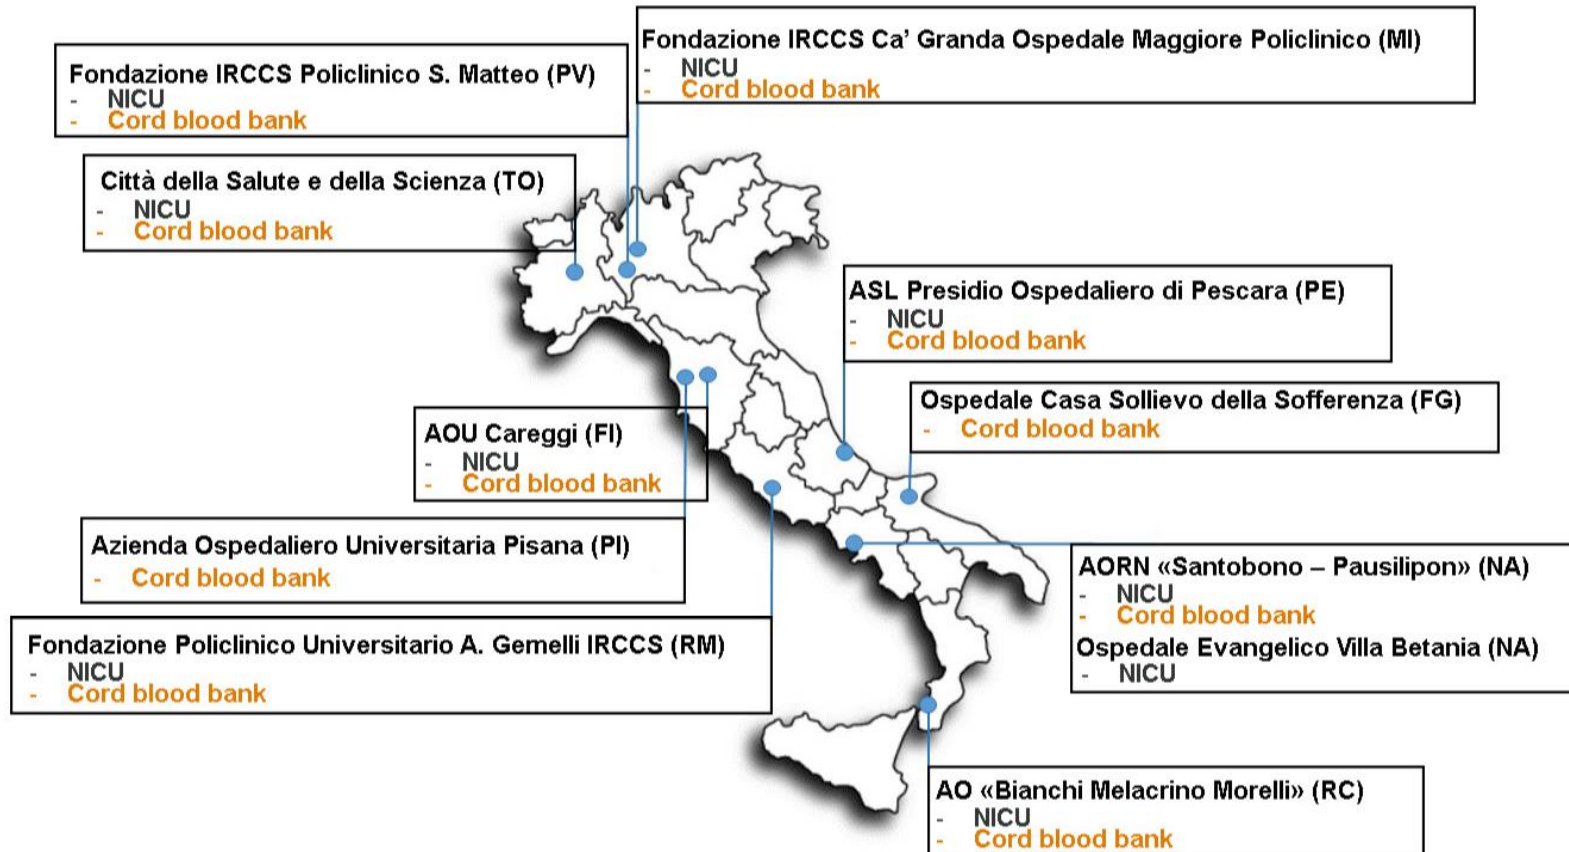 Fondazione IRCCS Ca' Granda Ospedale Maggiore Policlinico (MI)
- NICU
- Cord blood bank
Fondazione IRCCS Policlinico S. Matteo (PV)
- NICU
- Cord blood bank
Città della Salute e della Scienza (TO)
- NICU
- Cord blood bank
ASL Presidio Ospedaliero di Pescara (PE)
- NICU
- Cord blood bank
Ospedale Casa Sollievo della Sofferenza (FG)
- Cord blood bank
AOU Careggi (FI)
- NICU
- Cord blood bank
Azienda Ospedaliero Universitaria Pisana (PI)
- Cord blood bank
AORN «Santobono – Pausilipon» (NA)
- NICU
- Cord blood bank
Ospedale Evangelico Villa Betania (NA)
- NICU
Fondazione Policlinico Universitario A. Gemelli IRCCS (RM)
- NICU
- Cord blood bank
AO «Bianchi Melacrino Morelli» (RC)
- NICU
- Cord blood bank